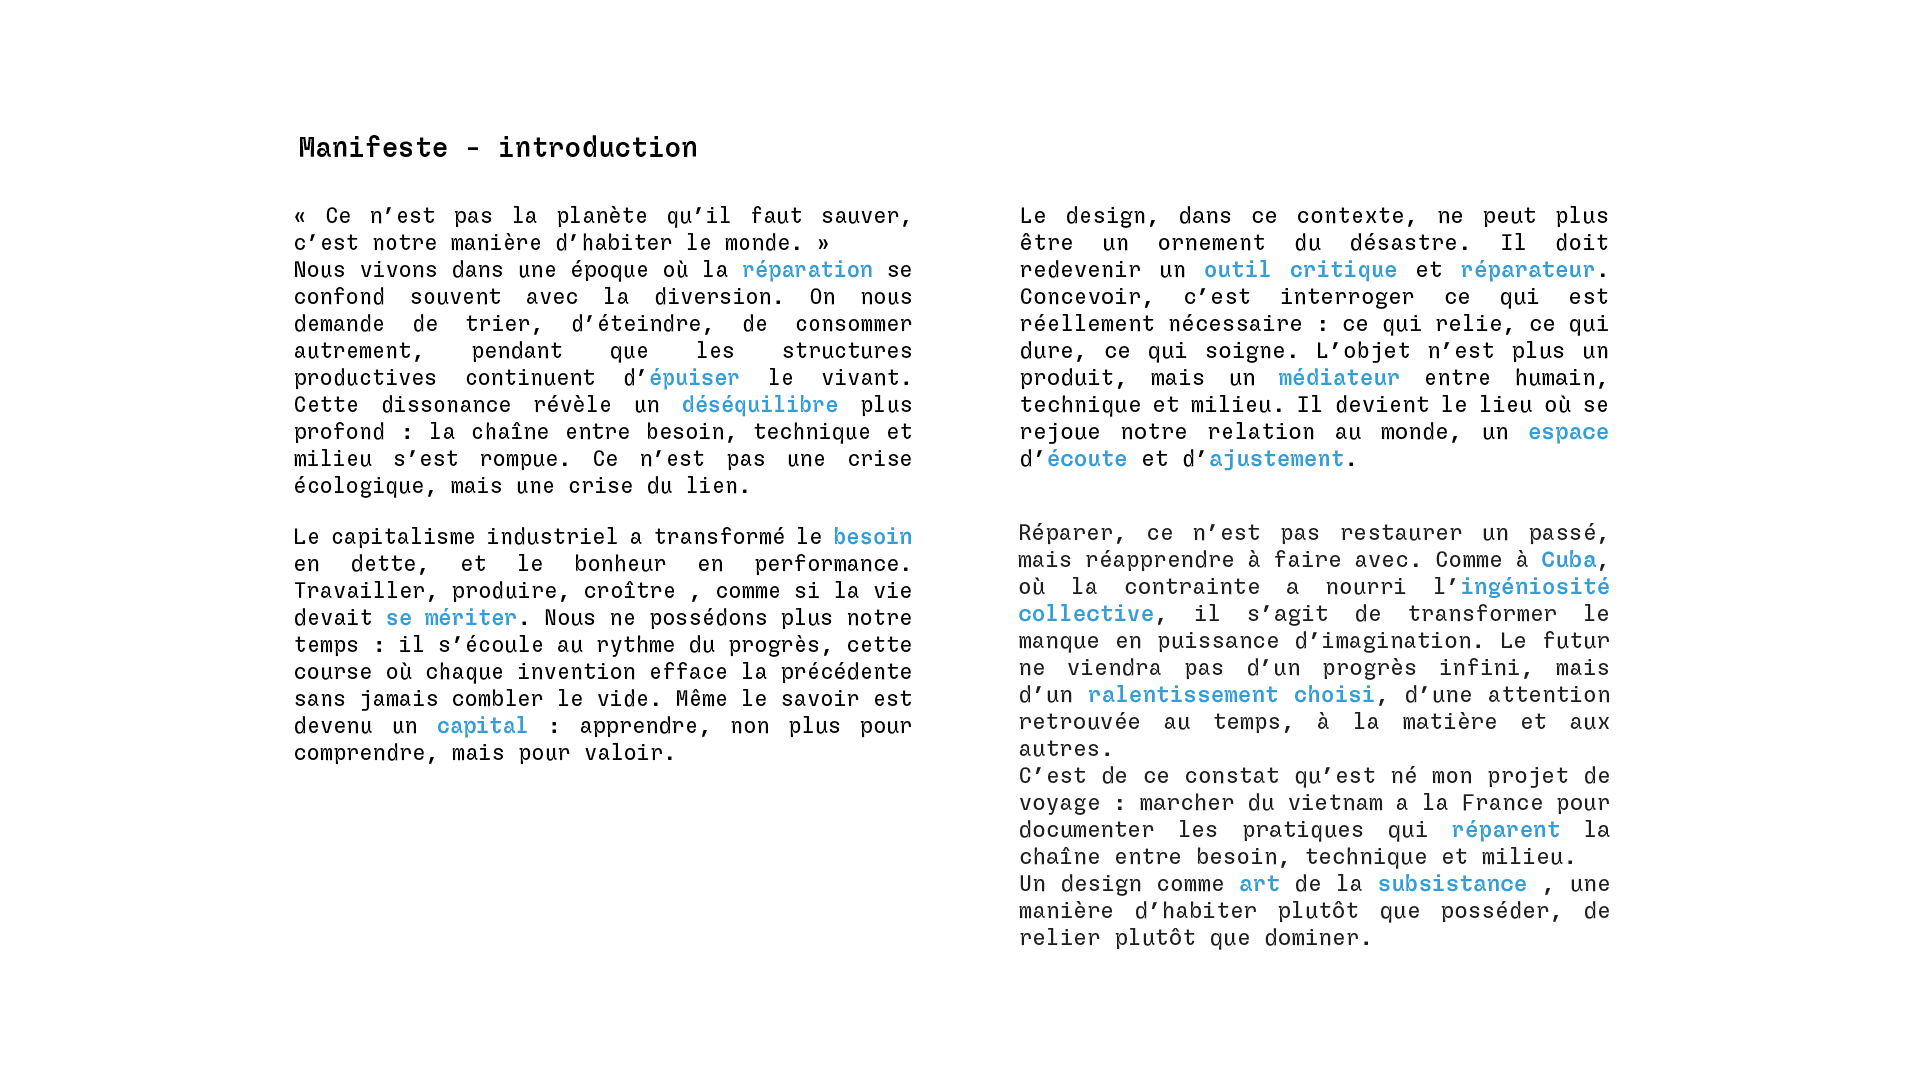 Manifeste - introduction
« Ce n’est pas la planète qu’il faut sauver,
c’est notre manière d’habiter le monde. »
Nous vivons dans une époque où la réparation se
confond souvent avec la diversion. On nous
demande de trier, d’éteindre, de consommer
autrement, pendant que les structures
productives continuent d’épuiser le vivant.
Cette dissonance révèle un déséquilibre plus
profond : la chaîne entre besoin, technique et
milieu s’est rompue. Ce n’est pas une crise
écologique, mais une crise du lien.
Le capitalisme industriel a transformé le besoin
en dette, et le bonheur en performance.
Travailler, produire, croître , comme si la vie
devait se mériter. Nous ne possédons plus notre
temps : il s’écoule au rythme du progrès, cette
course où chaque invention efface la précédente
sans jamais combler le vide. Même le savoir est
devenu un capital : apprendre, non plus pour
comprendre, mais pour valoir.
Le design, dans ce contexte, ne peut plus
être un ornement du désastre. Il doit
redevenir un outil critique et réparateur.
Concevoir, c’est interroger ce qui est
réellement nécessaire : ce qui relie, ce qui
dure, ce qui soigne. L’objet n’est plus un
produit, mais un médiateur entre humain,
technique et milieu. Il devient le lieu où se
rejoue notre relation au monde, un espace
d’écoute et d’ajustement.
Réparer, ce n’est pas restaurer un passé,
mais réapprendre à faire avec. Comme à Cuba,
où la contrainte a nourri l’ingéniosité
collective, il s’agit de transformer le
manque en puissance d’imagination. Le futur
ne viendra pas d’un progrès infini, mais
d’un ralentissement choisi, d’une attention
retrouvée au temps, à la matière et aux
autres.
C’est de ce constat qu’est né mon projet de
voyage : marcher du vietnam a la France pour
documenter les pratiques qui réparent la
chaîne entre besoin, technique et milieu.
Un design comme art de la subsistance , une
manière d’habiter plutôt que posséder, de
relier plutôt que dominer.